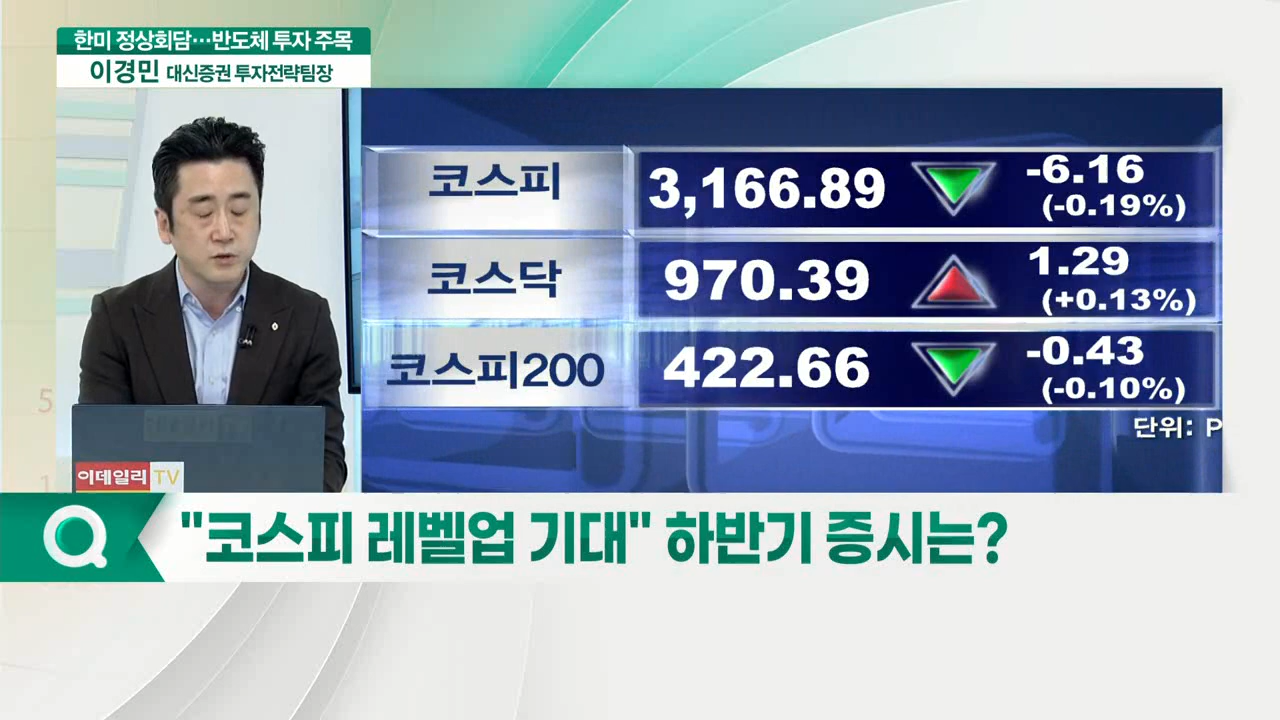 한미 정상회담…반도체 투자 주목
이경민 대신증권 투자전략팀장
코스피 3,166.89 ▼ -6.16 (-0.19%)
코스닥 970.39 ▲ 1.29 (+0.13%)
코스피200 422.66 ▼ -0.43 (-0.10%)
단위: P
5
1
이데일리 TV
Q "코스피 레벨업 기대" 하반기 증시는?